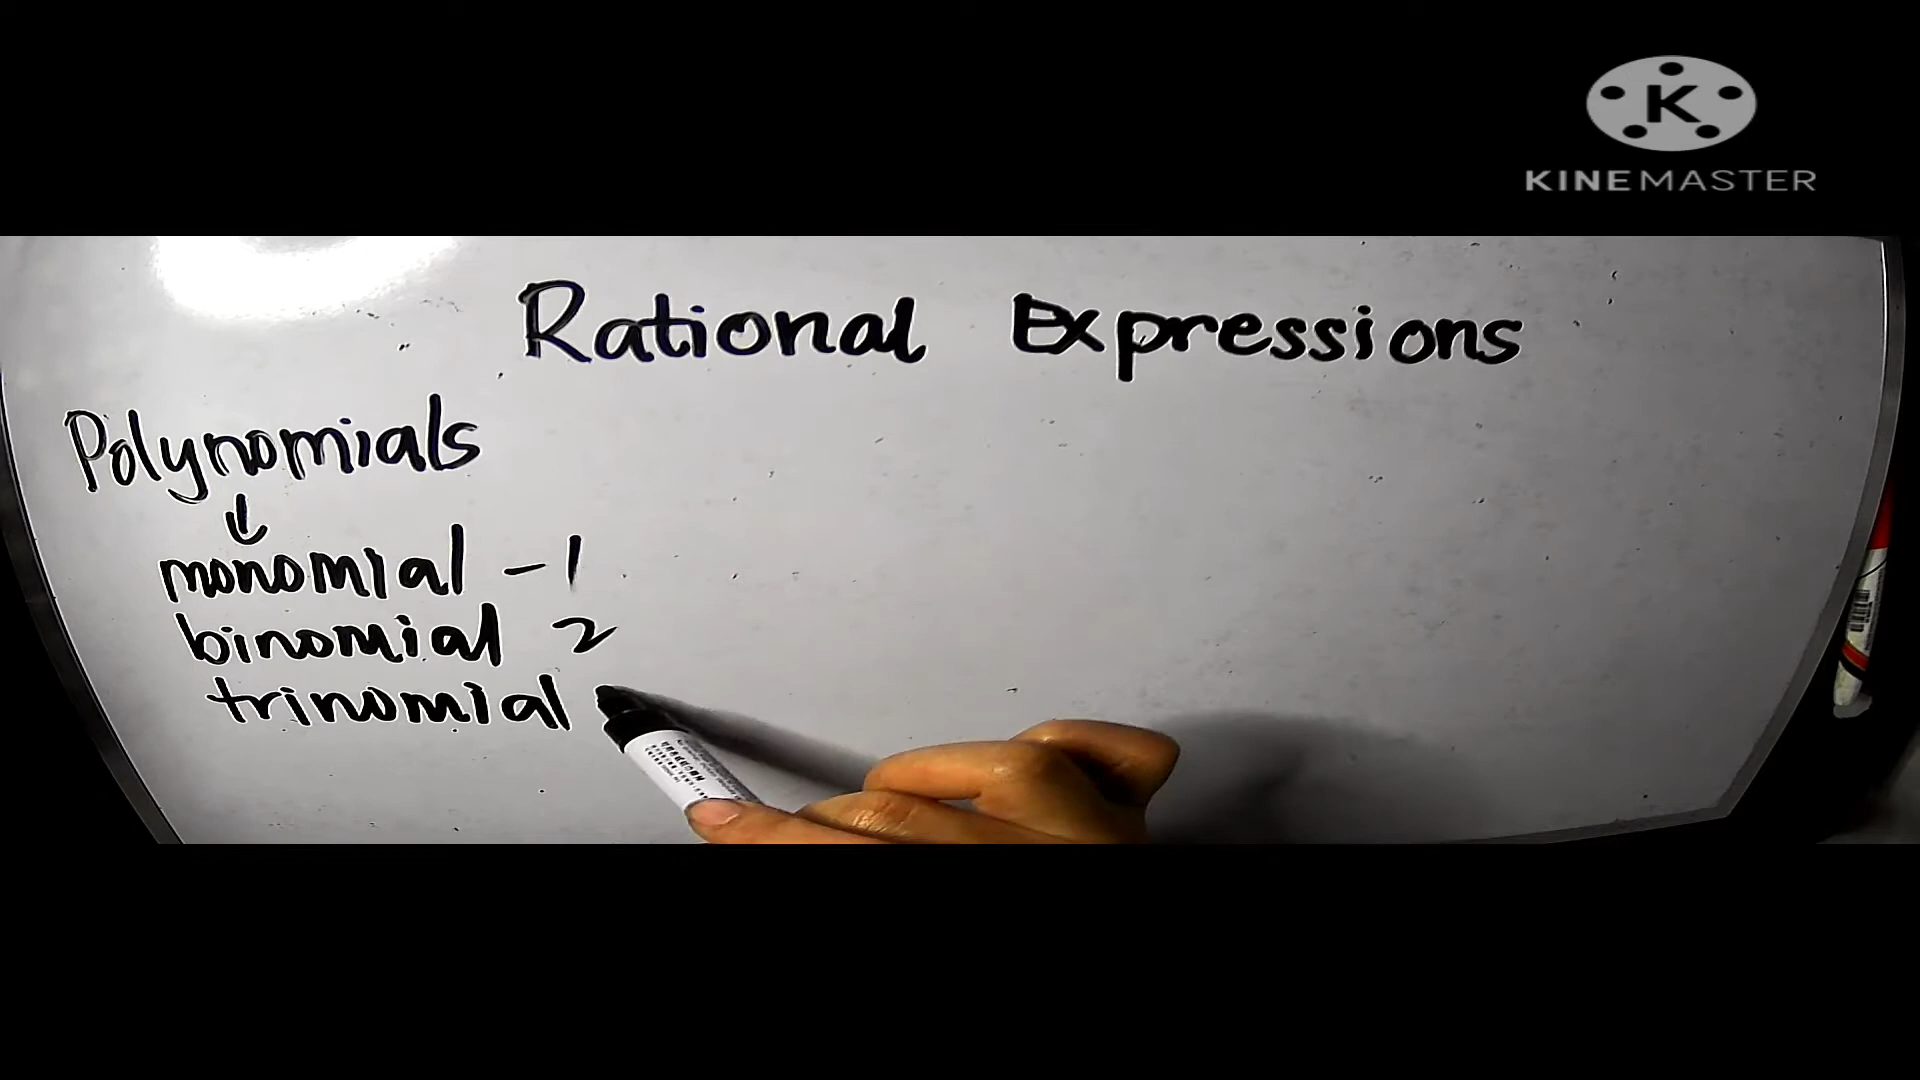 KINEMASTER
Rational Expressions
Polynomials
↓
monomial - 1
binomial 2
trinomial